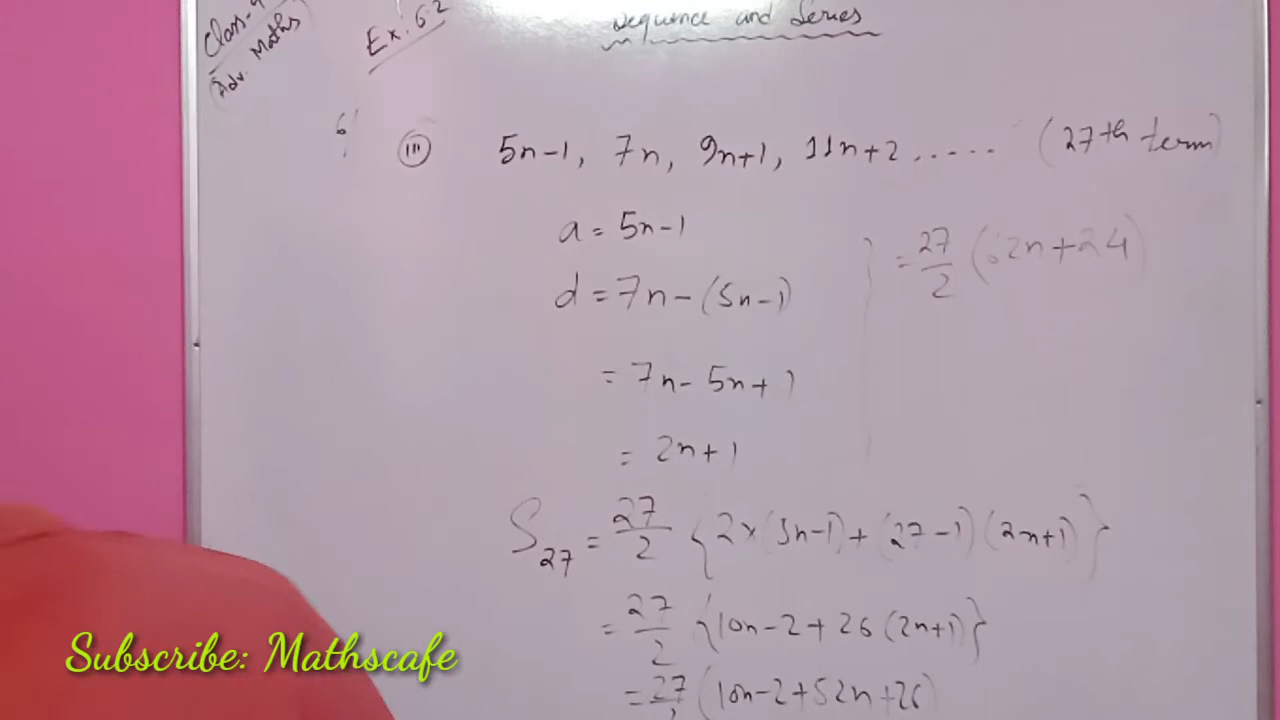 Class-9
Adv. Maths
Ex. 6.2
Sequence and Series
6
(iii) 5n-1, 7n, 9n+1, 11n+2 ...... (27th term)
a = 5n-1
d = 7n - (5n-1)
= 7n - 5n + 1
= 2n + 1
S₂₇ = 27/2 {2×(5n-1) + (27-1)(2n+1)}
= 27/2 {10n - 2 + 26(2n+1)}
= 27/2 (10n - 2 + 52n + 26)
= 27/2 (62n + 24)
Subscribe: Mathscafe